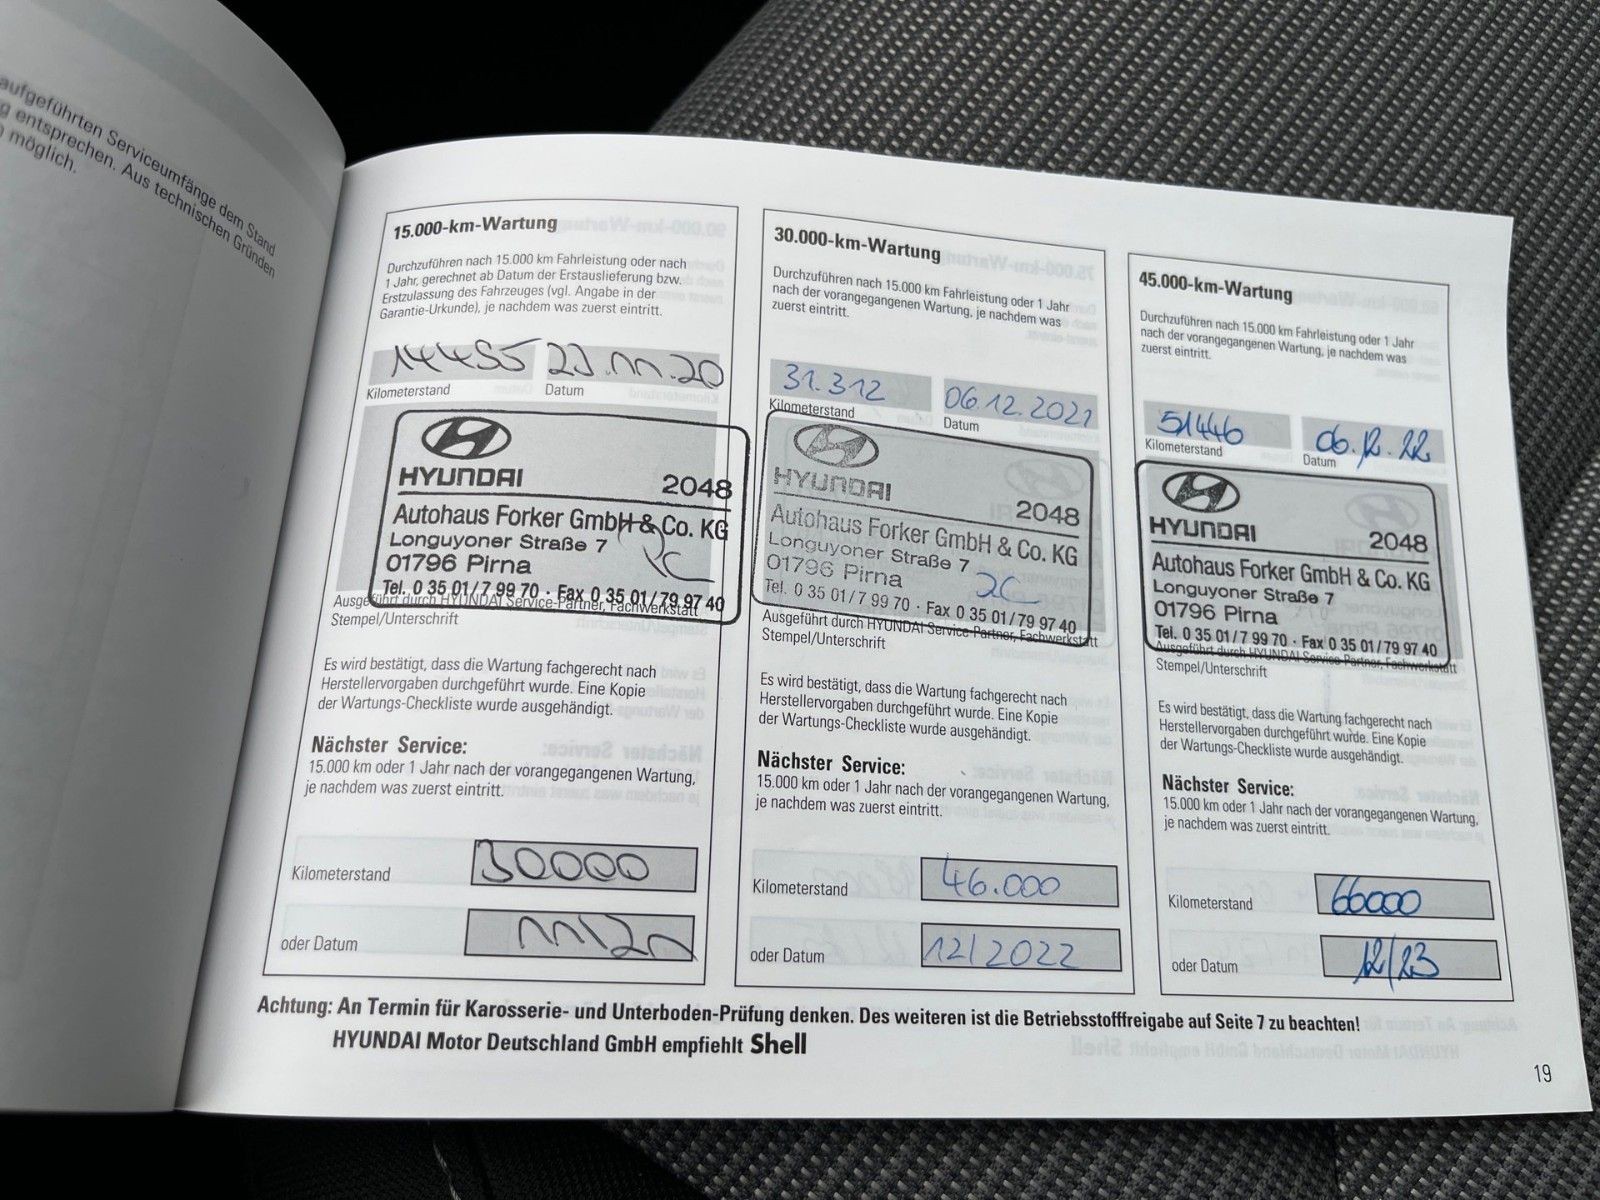 aufgeführten Serviceumfänge dem Stand
g entsprechen. Aus technischen Gründen
möglich.
15.000-km-Wartung
Durchzuführen nach 15.000 km Fahrleistung oder nach
1 Jahr, gerechnet ab Datum der Erstauslieferung bzw.
Erstzulassung des Fahrzeuges (vgl. Angabe in der
Garantie-Urkunde), je nachdem was zuerst eintritt.
14455
Kilometerstand
Datum
HYUNDAI 2048
Autohaus Forker GmbH & Co. KG
Longuyoner Straße 7
01796 Pirna
Tel. 0 35 01/7 99 70 · Fax 0 35 01/79 97 40
Ausgeführt durch HYUNDAI Service-Partner, Fachwerkstatt
Stempel/Unterschrift
Es wird bestätigt, dass die Wartung fachgerecht nach
Herstellervorgaben durchgeführt wurde. Eine Kopie
der Wartungs-Checkliste wurde ausgehändigt.
Nächster Service:
15.000 km oder 1 Jahr nach der vorangegangenen Wartung,
je nachdem was zuerst eintritt.
Kilometerstand 30000
oder Datum
30.000-km-Wartung
Durchzuführen nach 15.000 km Fahrleistung oder 1 Jahr
nach der vorangegangenen Wartung, je nachdem was
zuerst eintritt.
31.312 06.12.2021
Kilometerstand Datum
HYUNDAI 2048
Autohaus Forker GmbH & Co. KG
Longuyoner Straße 7
01796 Pirna
Tel. 0 35 01/7 99 70 · Fax 0 35 01/79 97 40
Ausgeführt durch HYUNDAI Service-Partner, Fachwerkstatt
Stempel/Unterschrift
Es wird bestätigt, dass die Wartung fachgerecht nach
Herstellervorgaben durchgeführt wurde. Eine Kopie
der Wartungs-Checkliste wurde ausgehändigt.
Nächster Service:
15.000 km oder 1 Jahr nach der vorangegangenen Wartung,
je nachdem was zuerst eintritt.
Kilometerstand 46.000
oder Datum 12/2022
45.000-km-Wartung
Durchzuführen nach 15.000 km Fahrleistung oder 1 Jahr
nach der vorangegangenen Wartung, je nachdem was
zuerst eintritt.
51446 06.12.22
Kilometerstand Datum
HYUNDAI 2048
Autohaus Forker GmbH & Co. KG
Longuyoner Straße 7
01796 Pirna
Tel. 0 35 01/7 99 70 · Fax 0 35 01/79 97 40
Ausgeführt durch HYUNDAI Service-Partner, Fachwerkstatt
Stempel/Unterschrift
Es wird bestätigt, dass die Wartung fachgerecht nach
Herstellervorgaben durchgeführt wurde. Eine Kopie
der Wartungs-Checkliste wurde ausgehändigt.
Nächster Service:
15.000 km oder 1 Jahr nach der vorangegangenen Wartung,
je nachdem was zuerst eintritt.
Kilometerstand 66000
oder Datum 12/23
Achtung: An Termin für Karosserie- und Unterboden-Prüfung denken. Des weiteren ist die Betriebsstofffreigabe auf Seite 7 zu beachten!
HYUNDAI Motor Deutschland GmbH empfiehlt Shell
19